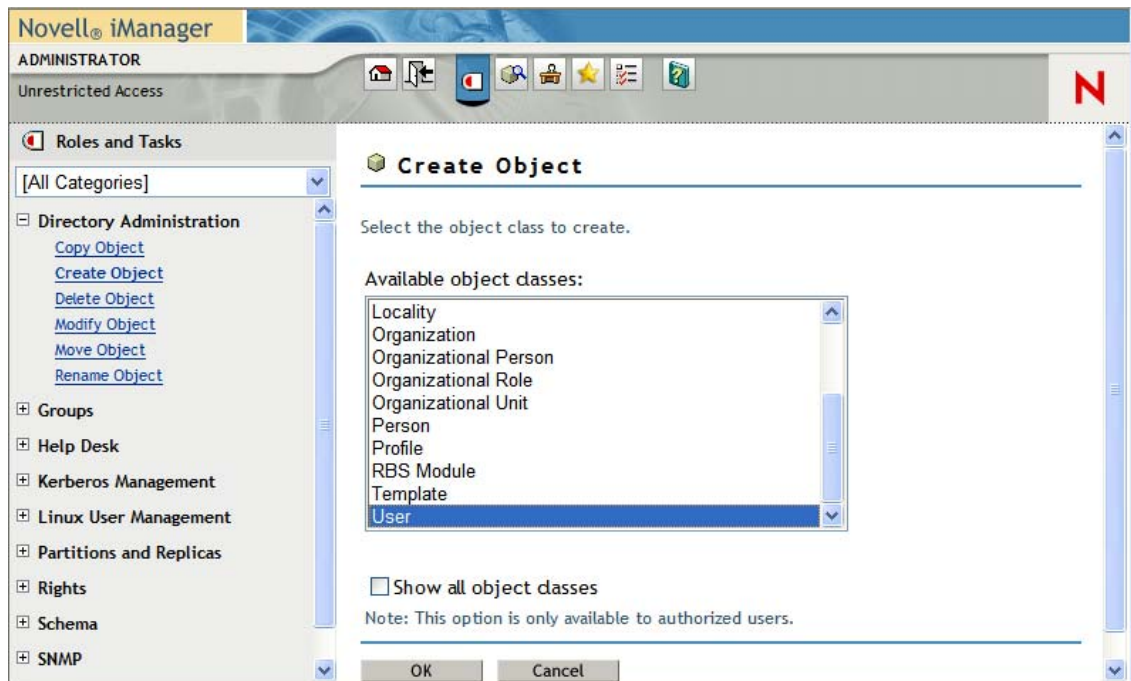 Novell® iManager
ADMINISTRATOR
Unrestricted Access
N
Roles and Tasks
[All Categories]
Directory Administration
Copy Object
Create Object
Delete Object
Modify Object
Move Object
Rename Object
Groups
Help Desk
Kerberos Management
Linux User Management
Partitions and Replicas
Rights
Schema
SNMP
Create Object
Select the object class to create.
Available object classes:
Locality
Organization
Organizational Person
Organizational Role
Organizational Unit
Person
Profile
RBS Module
Template
User
Show all object classes
Note: This option is only available to authorized users.
OK Cancel